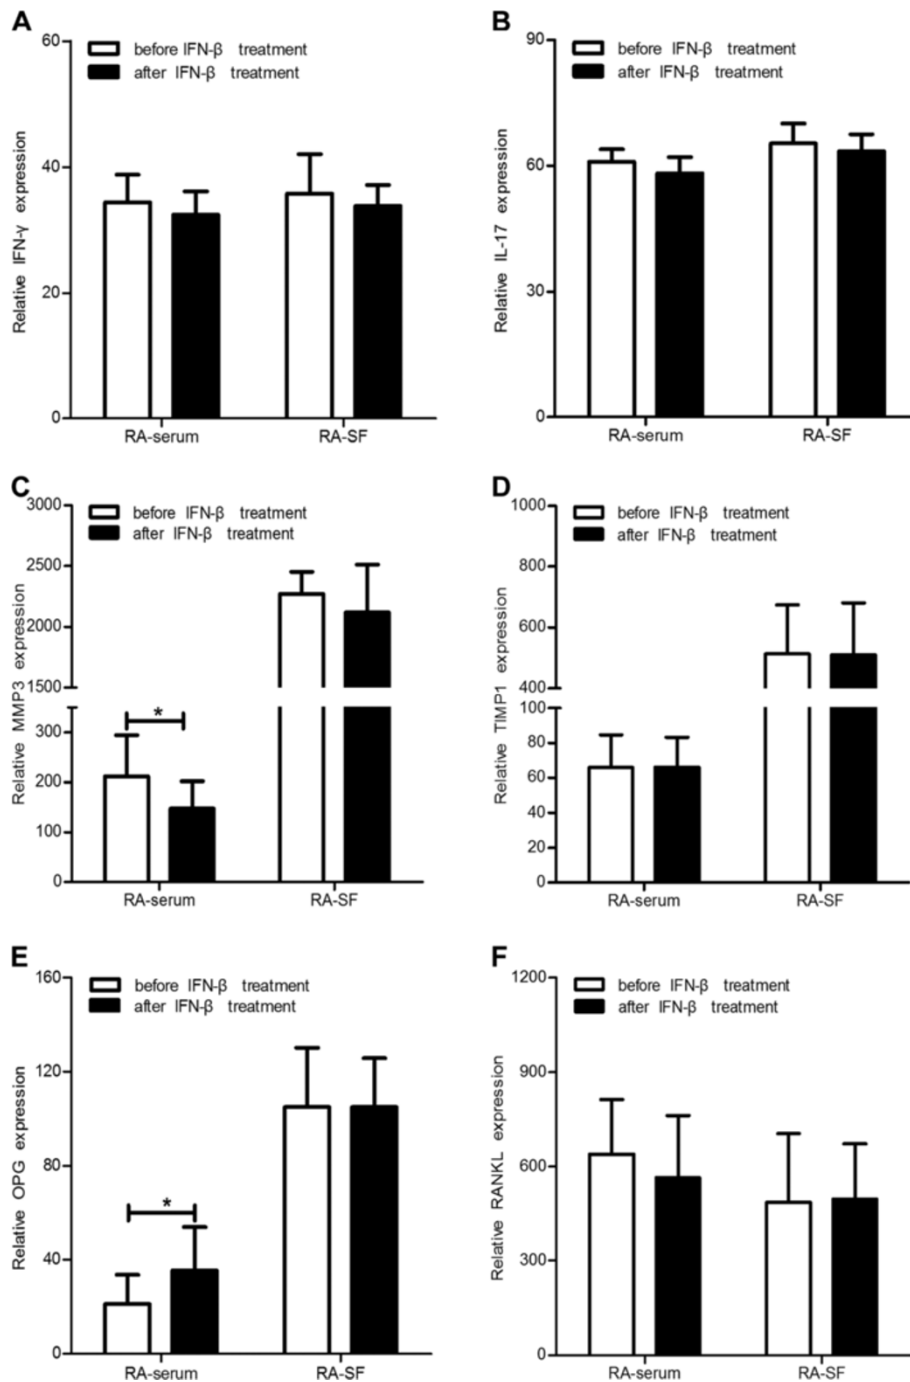 A
Relative IFN-γ expression
60
40
20
0
before IFN-β treatment
after IFN-β treatment
RA-serum
RA-SF
B
Relative IL-17 expression
90
60
30
0
before IFN-β treatment
after IFN-β treatment
RA-serum
RA-SF
C
Relative MMP3 expression
3000
2500
2000
1500
300
200
100
0
before IFN-β treatment
after IFN-β treatment
*
RA-serum
RA-SF
D
Relative TIMP1 expression
1000
800
600
400
100
80
60
40
20
0
before IFN-β treatment
after IFN-β treatment
RA-serum
RA-SF
E
Relative OPG expression
160
120
80
40
0
before IFN-β treatment
after IFN-β treatment
*
RA-serum
RA-SF
F
Relative RANKL expression
1200
900
600
300
0
before IFN-β treatment
after IFN-β treatment
RA-serum
RA-SF